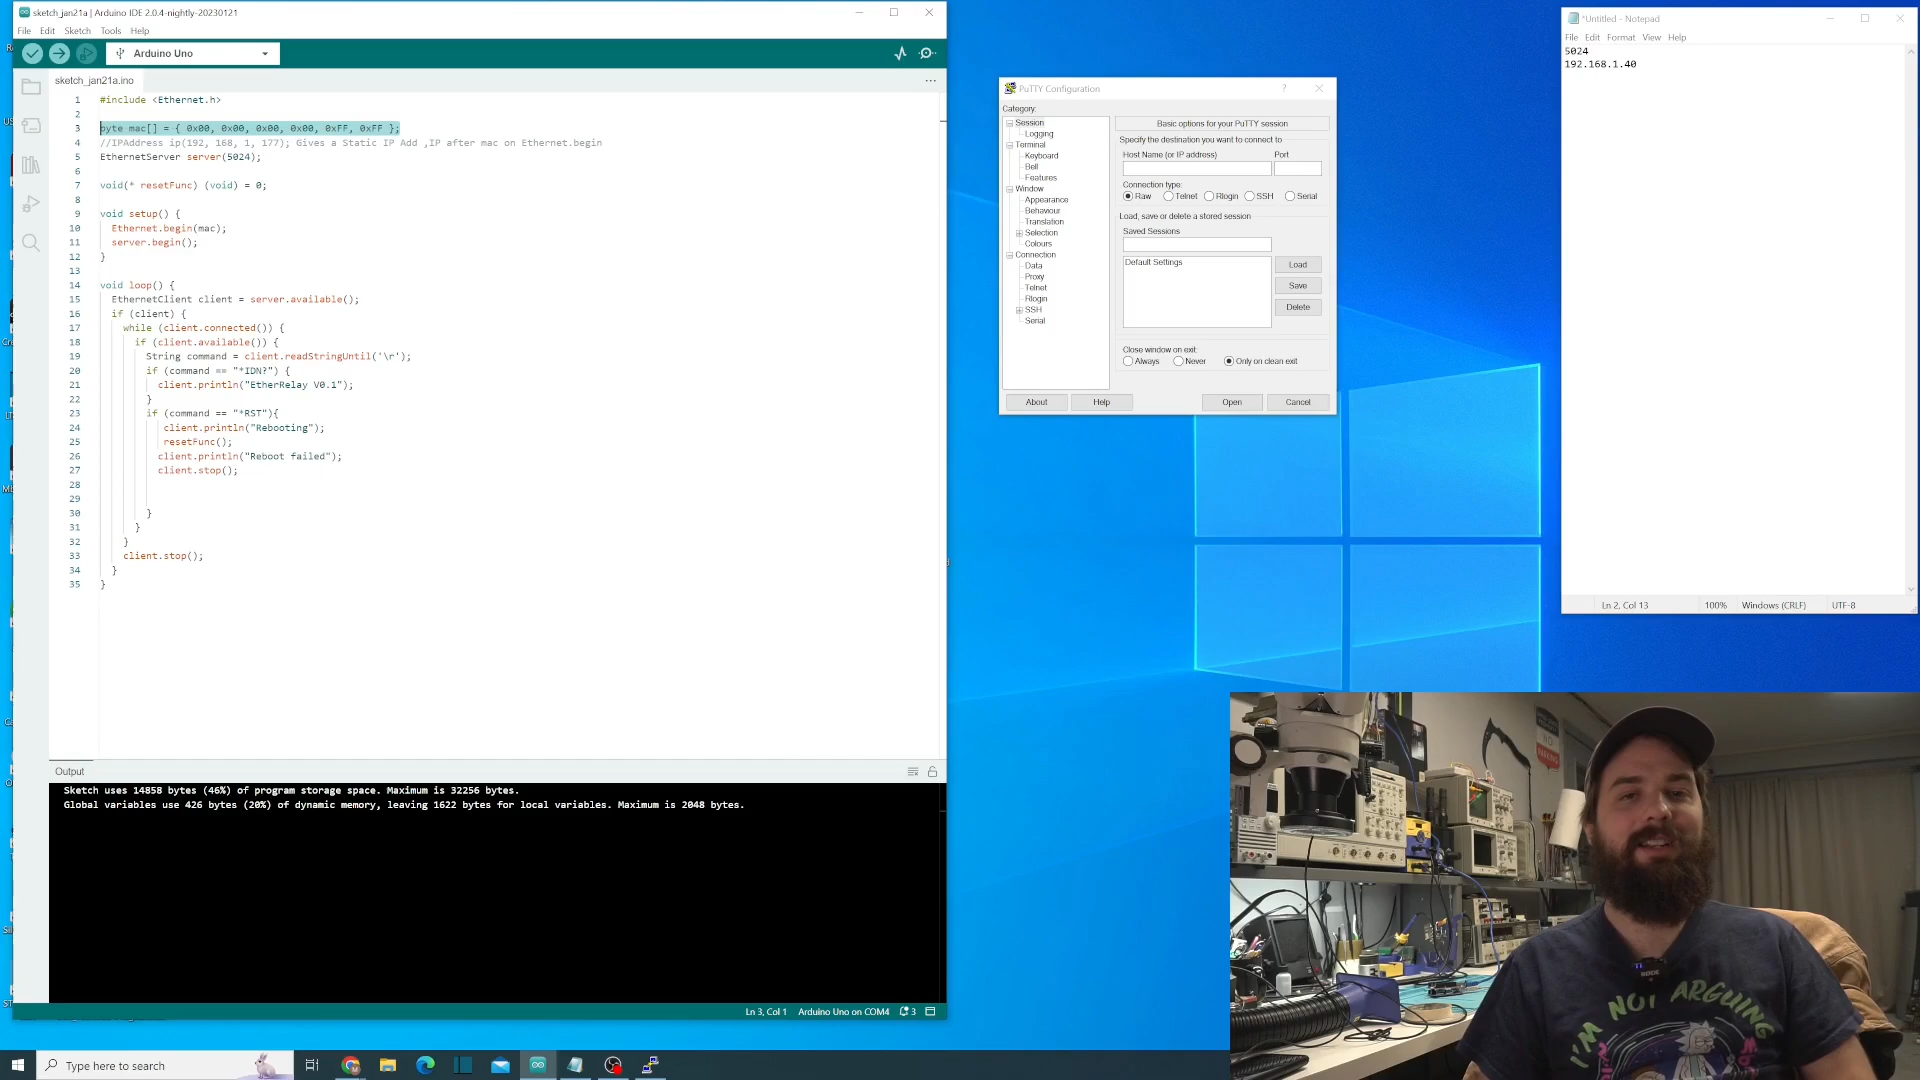 sketch_jan21a | Arduino IDE 2.0.4-nightly-20230121
File Edit Sketch Tools Help
Arduino Uno
sketch_jan21a.ino
1 #include <Ethernet.h>
2
3 byte mac[] = { 0x00, 0x00, 0x00, 0x00, 0xFF, 0xFF };
4 //IPAddress ip(192, 168, 1, 177); Gives a Static IP Add ,IP after mac on Ethernet.begin
5 EthernetServer server(5024);
6
7 void(* resetFunc) (void) = 0;
8
9 void setup() {
10 Ethernet.begin(mac);
11 server.begin();
12 }
13
14 void loop() {
15 EthernetClient client = server.available();
16 if (client) {
17 while (client.connected()) {
18 if (client.available()) {
19 String command = client.readStringUntil('\r');
20 if (command == "*IDN?") {
21 client.println("EtherRelay V0.1");
22 }
23 if (command == "*RST"){
24 client.println("Rebooting");
25 resetFunc();
26 client.println("Reboot failed");
27 client.stop();
28
29
30 }
31 }
32 }
33 client.stop();
34 }
35 }
Output
Sketch uses 14858 bytes (46%) of program storage space. Maximum is 32256 bytes.
Global variables use 426 bytes (20%) of dynamic memory, leaving 1622 bytes for local variables. Maximum is 2048 bytes.
Ln 3, Col 1 Arduino Uno on COM4 3
PuTTY Configuration
Category:
Session
Logging
Terminal
Keyboard
Bell
Features
Window
Appearance
Behaviour
Translation
Selection
Colours
Connection
Data
Proxy
Telnet
Rlogin
SSH
Serial
Basic options for your PuTTY session
Specify the destination you want to connect to
Host Name (or IP address) Port
Connection type:
Raw Telnet Rlogin SSH Serial
Load, save or delete a stored session
Saved Sessions
Default Settings
Load
Save
Delete
Close window on exit:
Always Never Only on clean exit
About Help Open Cancel
*Untitled - Notepad
File Edit Format View Help
5024
192.168.1.40
Ln 2, Col 13 100% Windows (CRLF) UTF-8
RODE
I'M NOT ARGUING
Type here to search